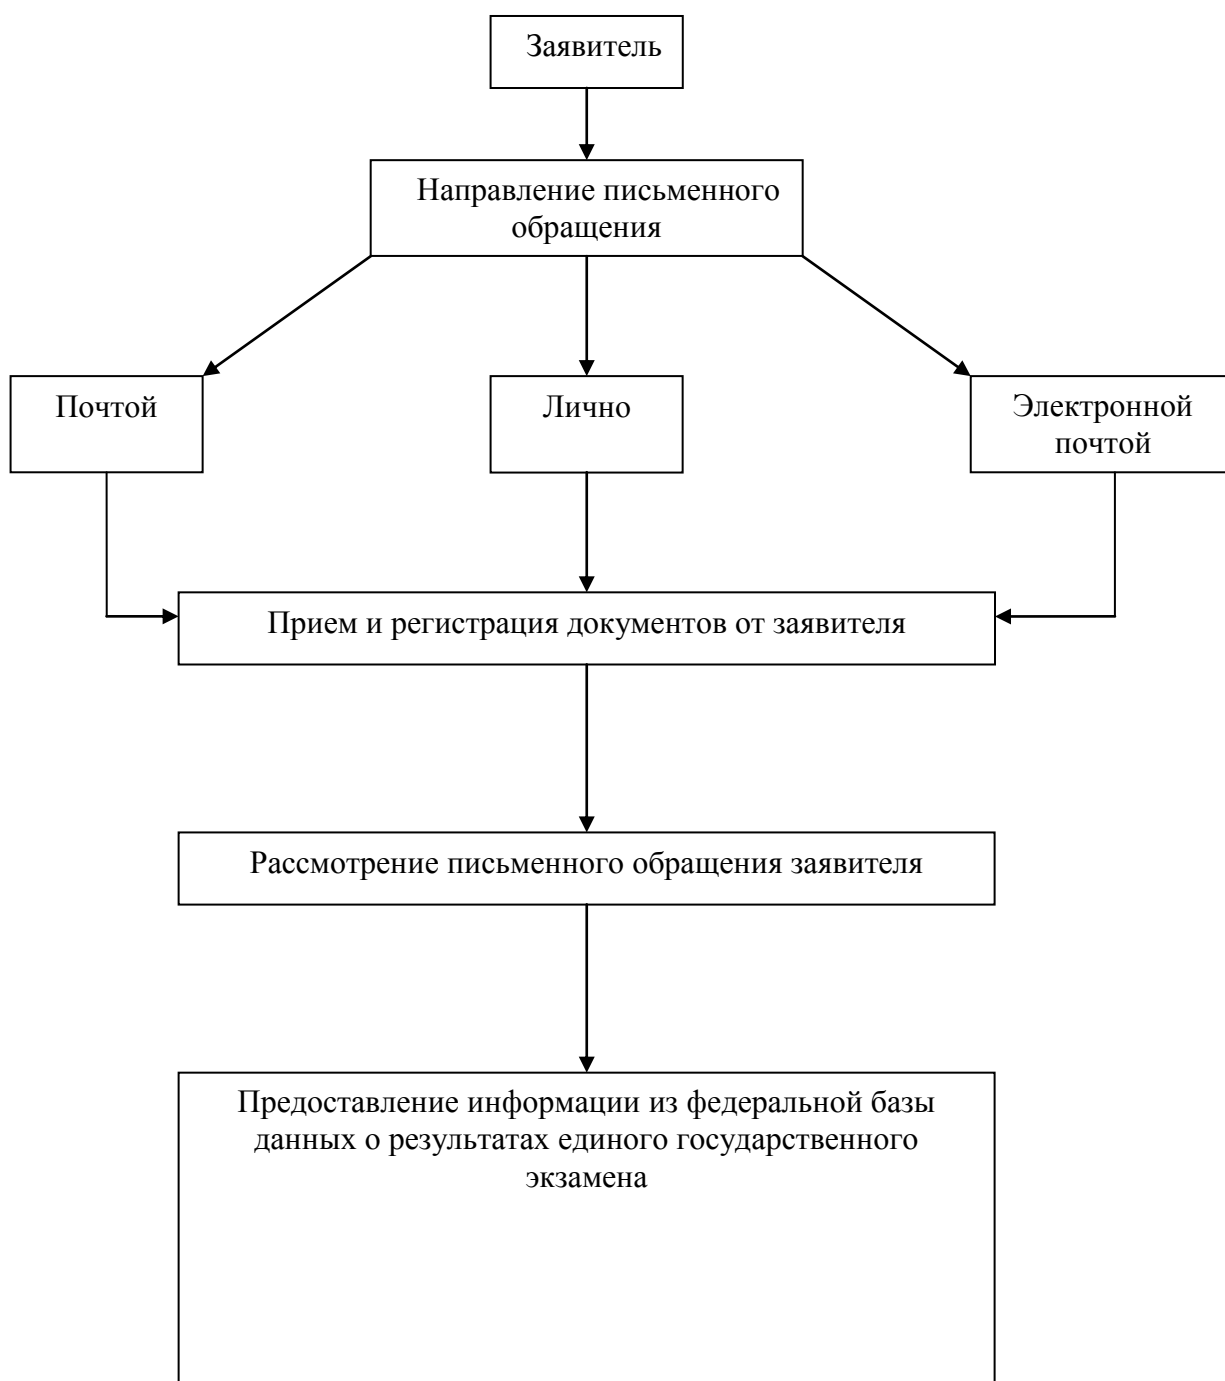 Заявитель
Направление письменного
обращения
Почтой
Лично
Электронной
почтой
Прием и регистрация документов от заявителя
Рассмотрение письменного обращения заявителя
Предоставление информации из федеральной базы
данных о результатах единого государственного
экзамена